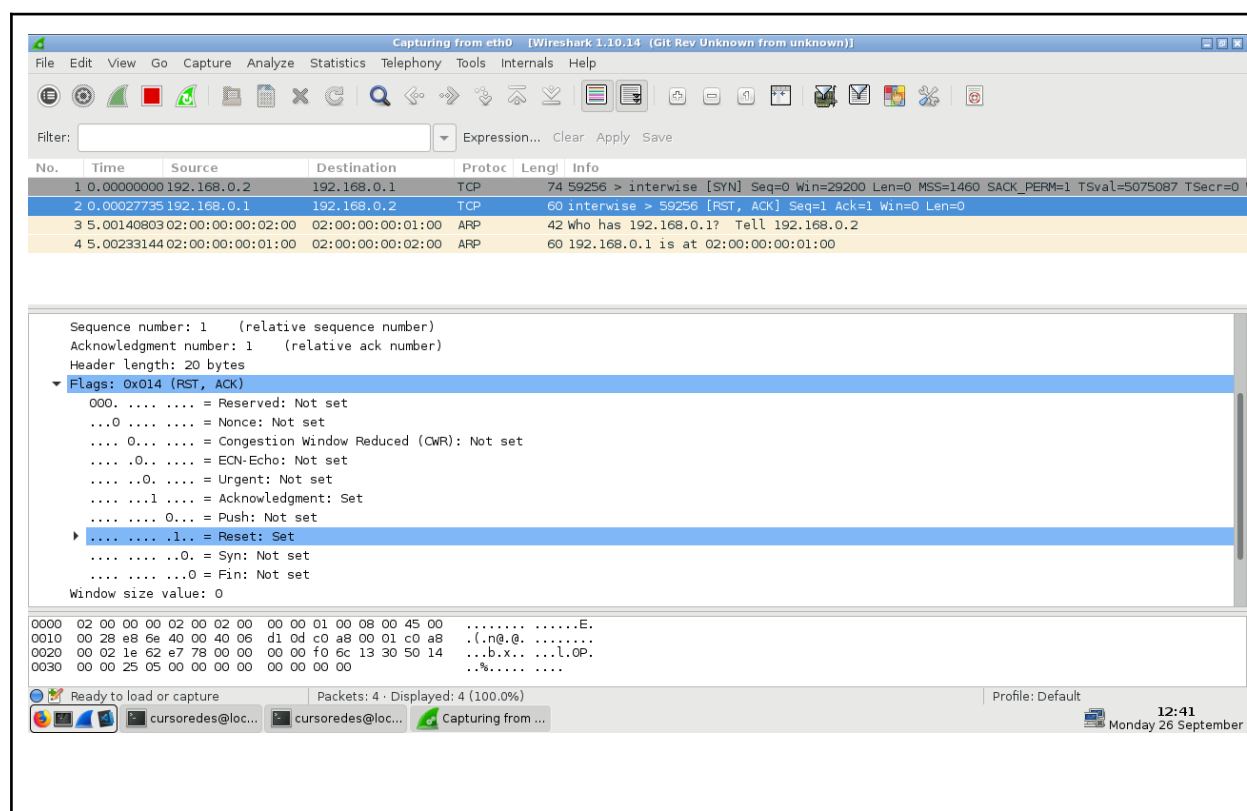 Capturing from eth0 [Wireshark 1.10.14 (Git Rev Unknown from unknown)]
File Edit View Go Capture Analyze Statistics Telephony Tools Internals Help
Filter: Expression... Clear Apply Save
No. Time Source Destination Protoc Lengt Info
1 0.00000000 192.168.0.2 192.168.0.1 TCP 74 59256 > interwise [SYN] Seq=0 Win=29200 Len=0 MSS=1460 SACK_PERM=1 TSval=5075087 TSecr=0
2 0.00027735 192.168.0.1 192.168.0.2 TCP 60 interwise > 59256 [RST, ACK] Seq=1 Ack=1 Win=0 Len=0
3 5.00140803 02:00:00:00:02:00 02:00:00:00:01:00 ARP 42 Who has 192.168.0.1? Tell 192.168.0.2
4 5.00233144 02:00:00:00:01:00 02:00:00:00:02:00 ARP 60 192.168.0.1 is at 02:00:00:00:01:00
Sequence number: 1 (relative sequence number)
Acknowledgment number: 1 (relative ack number)
Header length: 20 bytes
Flags: 0x014 (RST, ACK)
000. .... .... = Reserved: Not set
...0 .... .... = Nonce: Not set
.... 0... .... = Congestion Window Reduced (CWR): Not set
.... .0.. .... = ECN-Echo: Not set
.... ..0. .... = Urgent: Not set
.... ...1 .... = Acknowledgment: Set
.... .... 0... = Push: Not set
.... .... .1.. = Reset: Set
.... .... ..0. = Syn: Not set
.... .... ...0 = Fin: Not set
Window size value: 0
0000 02 00 00 00 02 00 02 00 00 00 01 00 08 00 45 00 ........ ......E.
0010 00 28 e8 6e 40 00 40 06 d1 0d c0 a8 00 01 c0 a8 .(.n@.@. ........
0020 00 02 1e 62 e7 78 00 00 00 00 f0 6c 13 30 50 14 ...b.x.. ...l.0P.
0030 00 00 25 05 00 00 00 00 00 00 00 00 ..%..... ....
Ready to load or capture Packets: 4 · Displayed: 4 (100.0%) Profile: Default
cursoredes@loc... cursoredes@loc... Capturing from ... 12:41
Monday 26 September